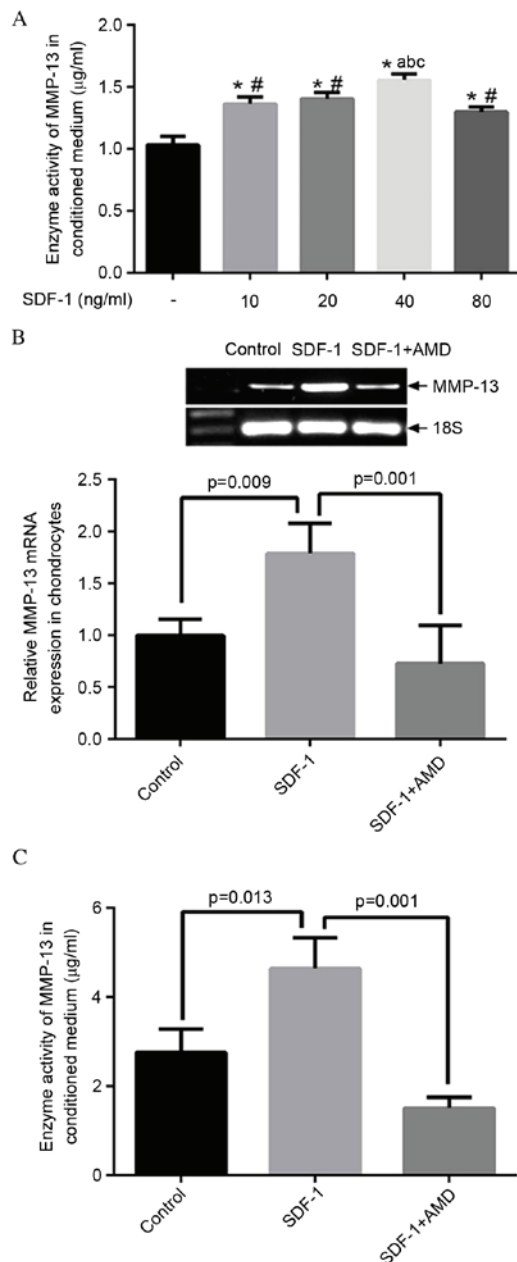 A
Enzyme activity of MMP-13 in
conditioned medium (μg/ml)
2.0
1.5
1.0
0.5
0.0
* #
* #
* abc
* #
SDF-1 (ng/ml)
-
10
20
40
80
B
Control SDF-1 SDF-1+AMD
MMP-13
18S
Relative MMP-13 mRNA
expression in chondrocytes
2.5
2.0
1.5
1.0
0.5
0.0
p=0.009
p=0.001
Control
SDF-1
SDF-1+AMD
C
Enzyme activity of MMP-13 in
conditioned medium (μg/ml)
6
4
2
0
p=0.013
p=0.001
Control
SDF-1
SDF-1+AMD